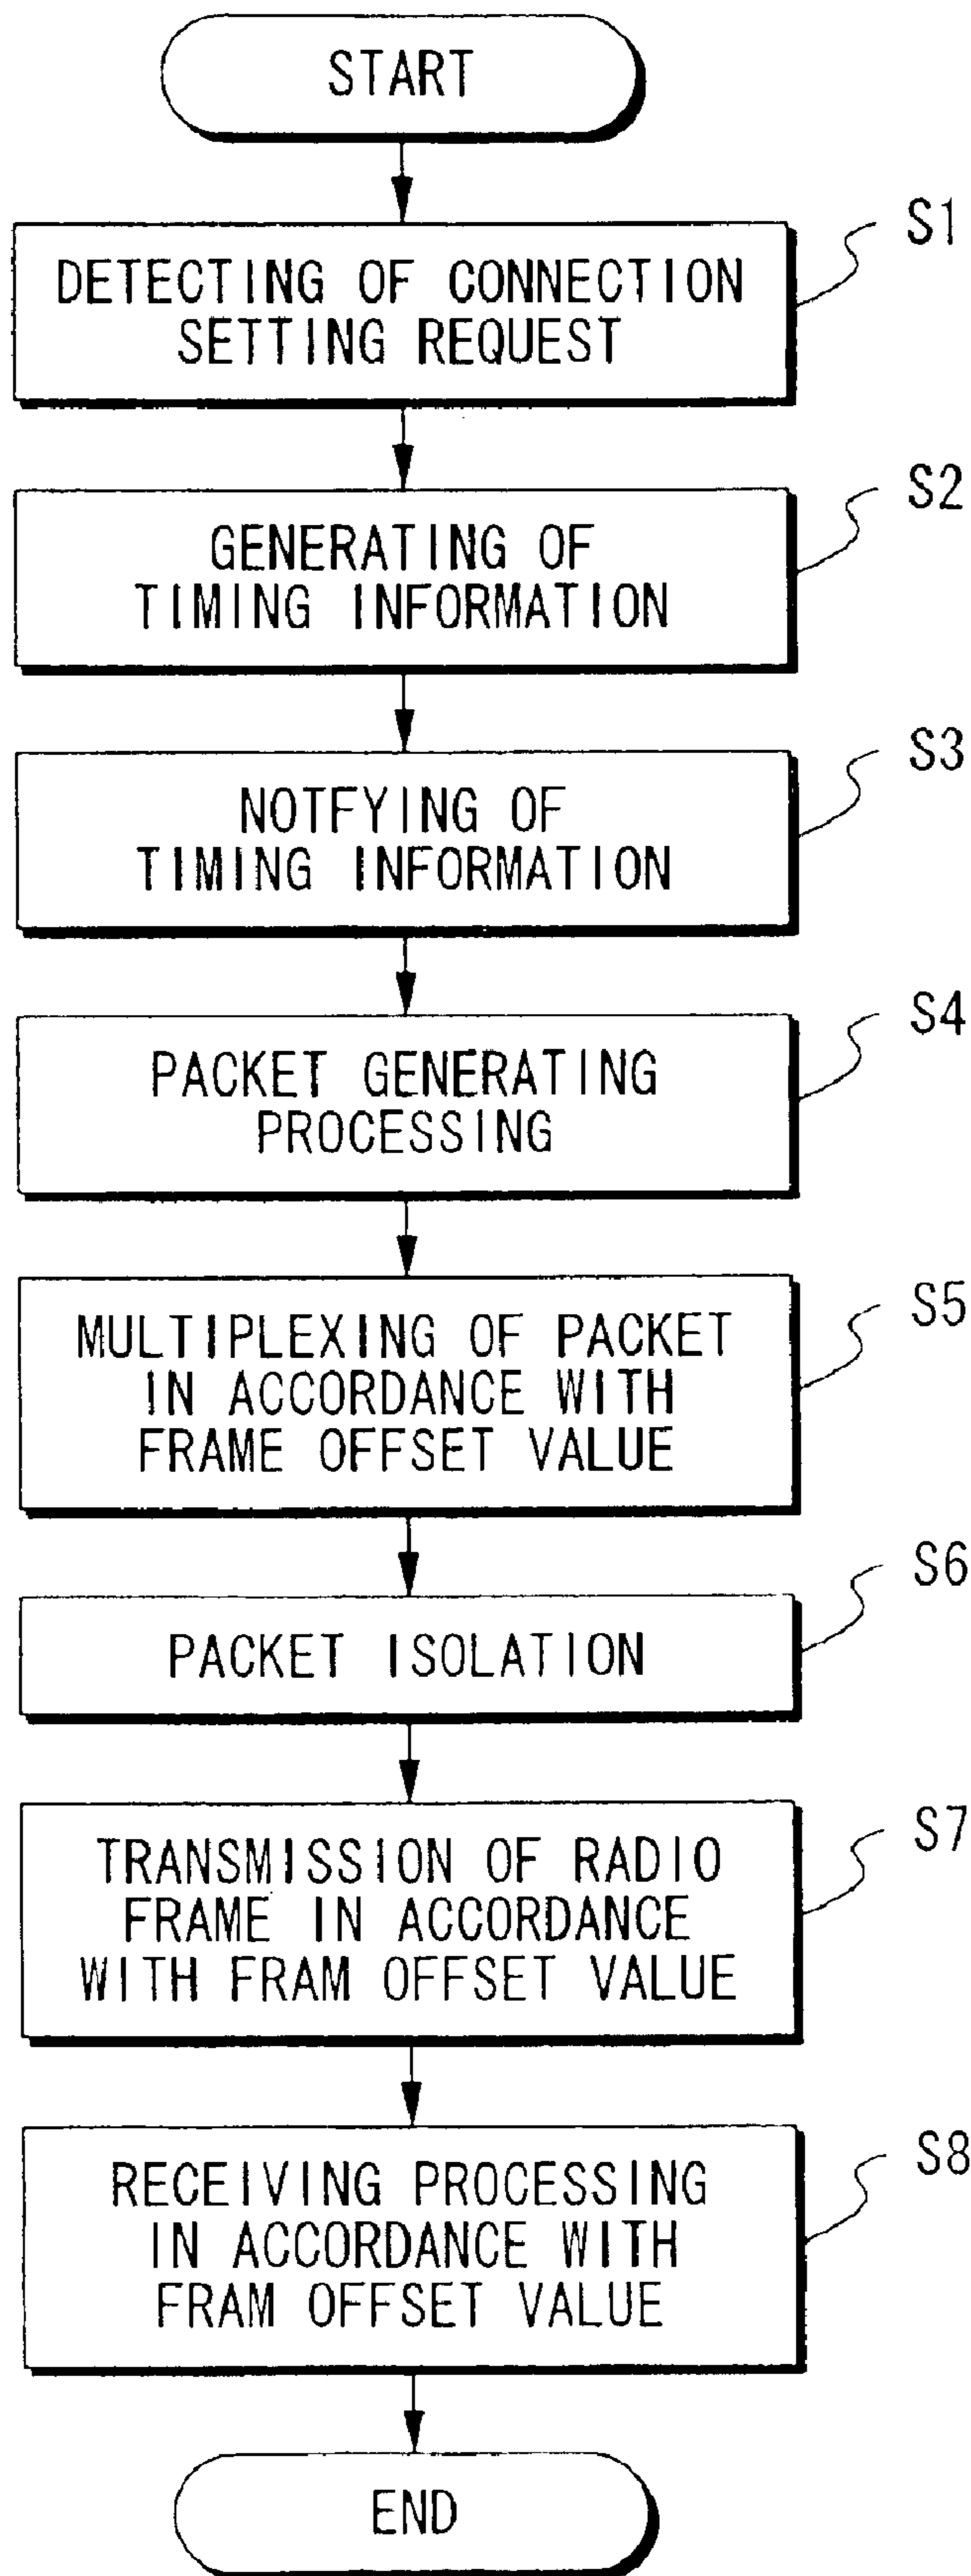 START
S1
DETECTING OF CONNECTION
SETTING REQUEST
S2
GENERATING OF
TIMING INFORMATION
S3
NOTFYING OF
TIMING INFORMATION
S4
PACKET GENERATING
PROCESSING
S5
MULTIPLEXING OF PACKET
IN ACCORDANCE WITH
FRAME OFFSET VALUE
S6
PACKET ISOLATION
S7
TRANSMISSION OF RADIO
FRAME IN ACCORDANCE
WITH FRAM OFFSET VALUE
S8
RECEIVING PROCESSING
IN ACCORDANCE WITH
FRAM OFFSET VALUE
END